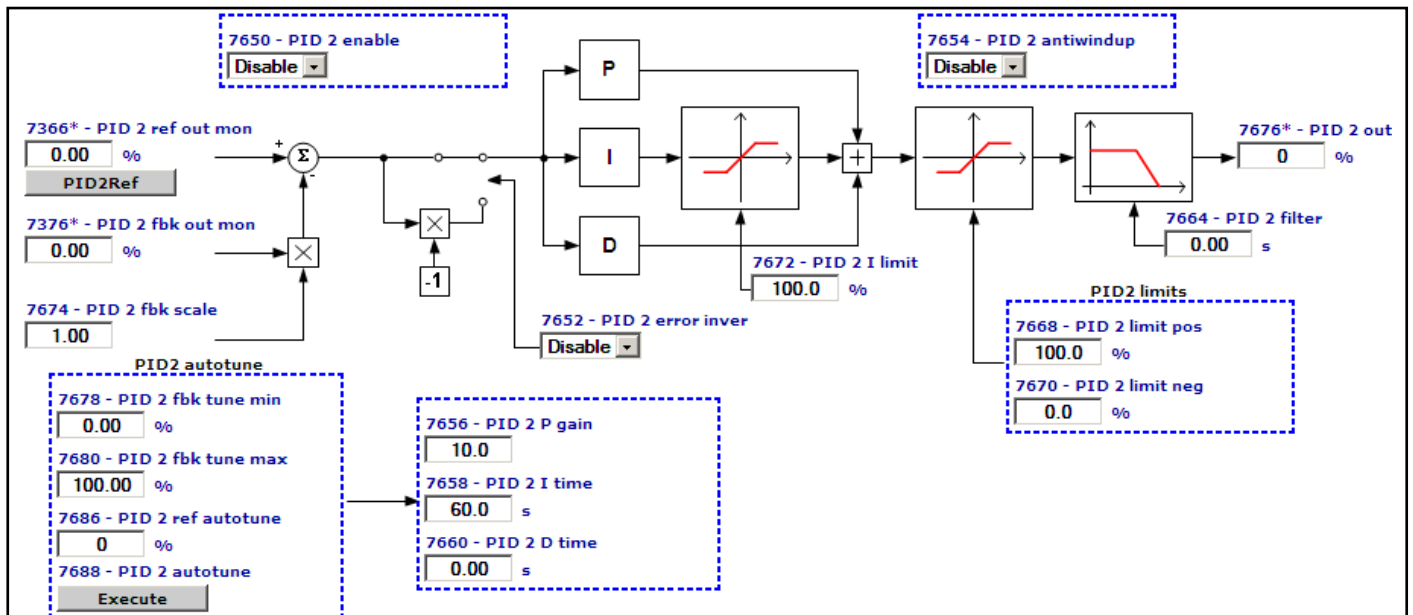 7650 - PID 2 enable
Disable
7654 - PID 2 antiwindup
Disable
7366* - PID 2 ref out mon
0.00 %
PID2Ref
+
Σ
-
7376* - PID 2 fbk out mon
0.00 %
×
7674 - PID 2 fbk scale
1.00
×
-1
P
I
D
+
7672 - PID 2 I limit
100.0 %
7652 - PID 2 error inver
Disable
7676* - PID 2 out
0 %
7664 - PID 2 filter
0.00 s
PID2 limits
7668 - PID 2 limit pos
100.0 %
7670 - PID 2 limit neg
0.0 %
PID2 autotune
7678 - PID 2 fbk tune min
0.00 %
7680 - PID 2 fbk tune max
100.00 %
7686 - PID 2 ref autotune
0 %
7688 - PID 2 autotune
Execute
7656 - PID 2 P gain
10.0
7658 - PID 2 I time
60.0 s
7660 - PID 2 D time
0.00 s